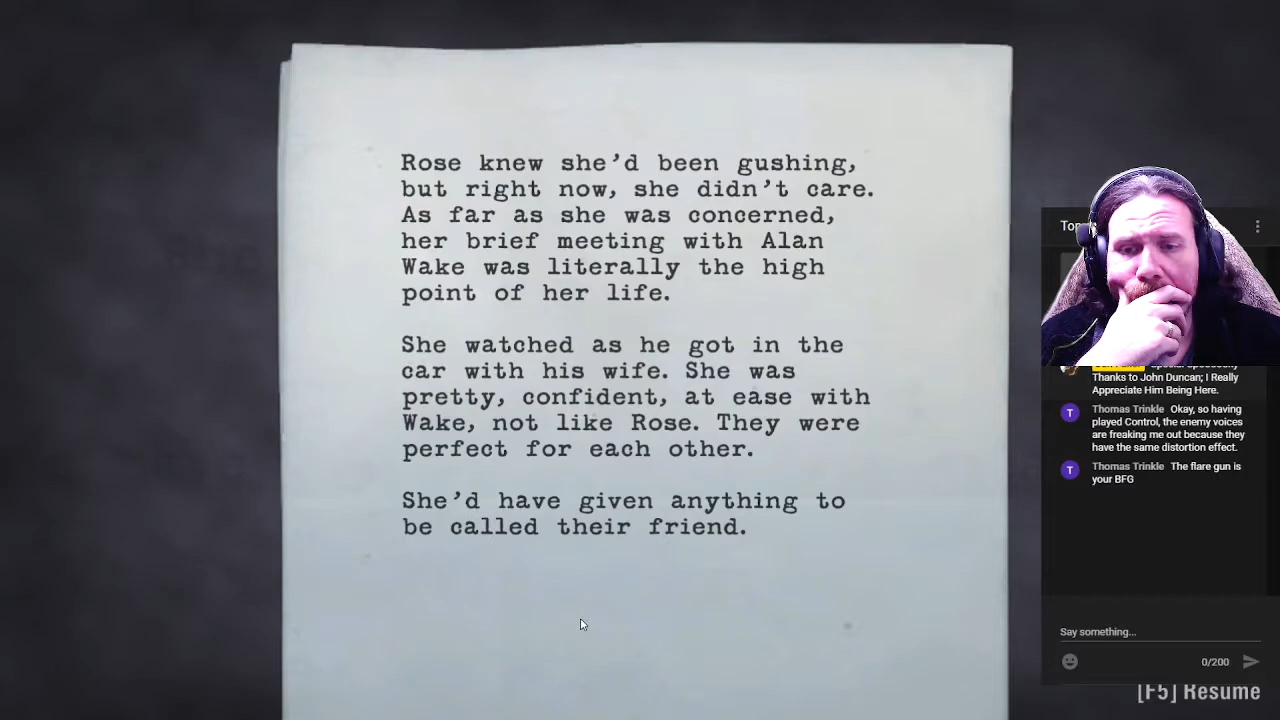 Rose knew she'd been gushing,
but right now, she didn't care.
As far as she was concerned,
her brief meeting with Alan
Wake was literally the high
point of her life.
She watched as he got in the
car with his wife. She was
pretty, confident, at ease with
Wake, not like Rose. They were
perfect for each other.
She'd have given anything to
be called their friend.
Thanks to John Duncan; I Really
Appreciate Him Being Here.
T Thomas Trinkle Okay, so having
played Control, the enemy voices
are freaking me out because they
have the same distortion effect.
T Thomas Trinkle The flare gun is
your BFG
Say something...
0/200
[F5] Resume